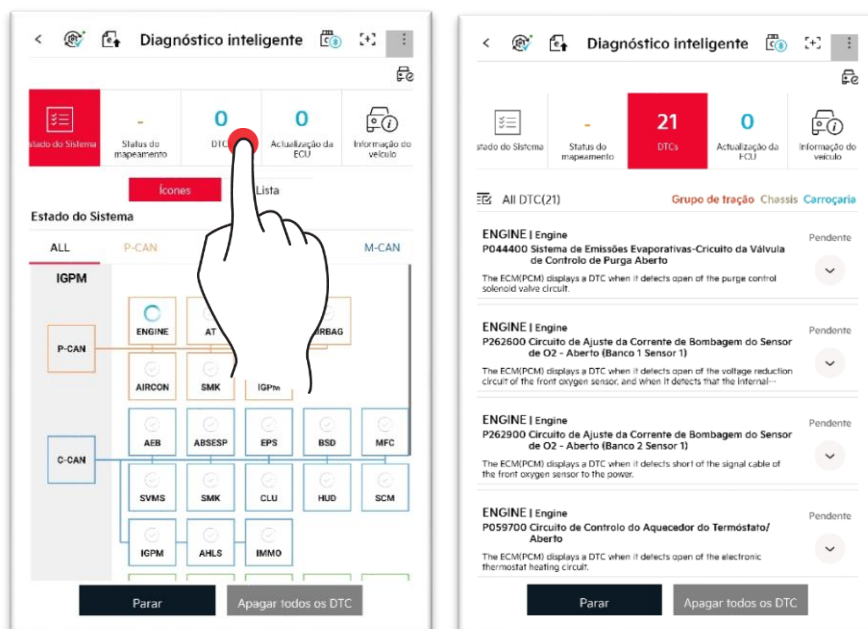 Diagnóstico inteligente
- 0 0
Estado do Sistema Status do mapeamento DTC Actualização da ECU Informação do veículo
Ícones Lista
Estado do Sistema
ALL P-CAN M-CAN
IGPM
ENGINE AT
P-CAN
AIRCON SMK
AEB ABSESP EPS BSD MFC
C-CAN
SVMS SMK CLU HUD SCM
IGPM AHLS IMMO
Parar Apagar todos os DTC
Diagnóstico inteligente
- 21 0
stado do Sistema Status do mapeamento DTCs Actualização da ECU Informação do veículo
All DTC(21) Grupo de tração Chassis Carroçaria
ENGINE | Engine Pendente
P044400 Sistema de Emissões Evaporativas-Cricuito da Válvula
de Controlo de Purga Aberto
The ECM(PCM) displays a DTC when it detects open of the purge control
solenoid valve circuit.
ENGINE | Engine Pendente
P262600 Circuito de Ajuste da Corrente de Bombagem do Sensor
de O2 - Aberto (Banco 1 Sensor 1)
The ECM(PCM) displays a DTC when it detects open of the voltage reduction
circuit of the front oxygen sensor, and when it detects that the internal···
ENGINE | Engine Pendente
P262900 Circuito de Ajuste da Corrente de Bombagem do Sensor
de O2 - Aberto (Banco 2 Sensor 1)
The ECM(PCM) displays a DTC when it detects short of the signal cable of
the front oxygen sensor to the power.
ENGINE | Engine Pendente
P059700 Circuito de Controlo do Aquecedor do Termóstato/
Aberto
The ECM(PCM) displays a DTC when it detects open of the electronic
thermostat heating circuit.
Parar Apagar todos os DTC